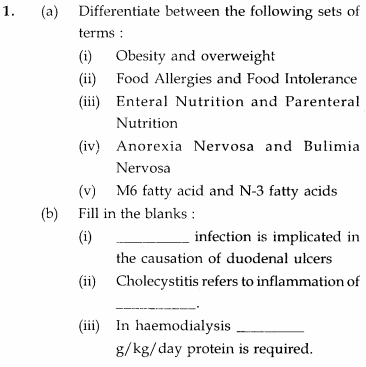 1. (a) Differentiate between the following sets of
terms :
(i) Obesity and overweight
(ii) Food Allergies and Food Intolerance
(iii) Enteral Nutrition and Parenteral
Nutrition
(iv) Anorexia Nervosa and Bulimia
Nervosa
(v) M6 fatty acid and N-3 fatty acids
(b) Fill in the blanks :
(i) __________ infection is implicated in
the causation of duodenal ulcers
(ii) Cholecystitis refers to inflammation of
___________.
(iii) In haemodialysis _________
g/kg/day protein is required.